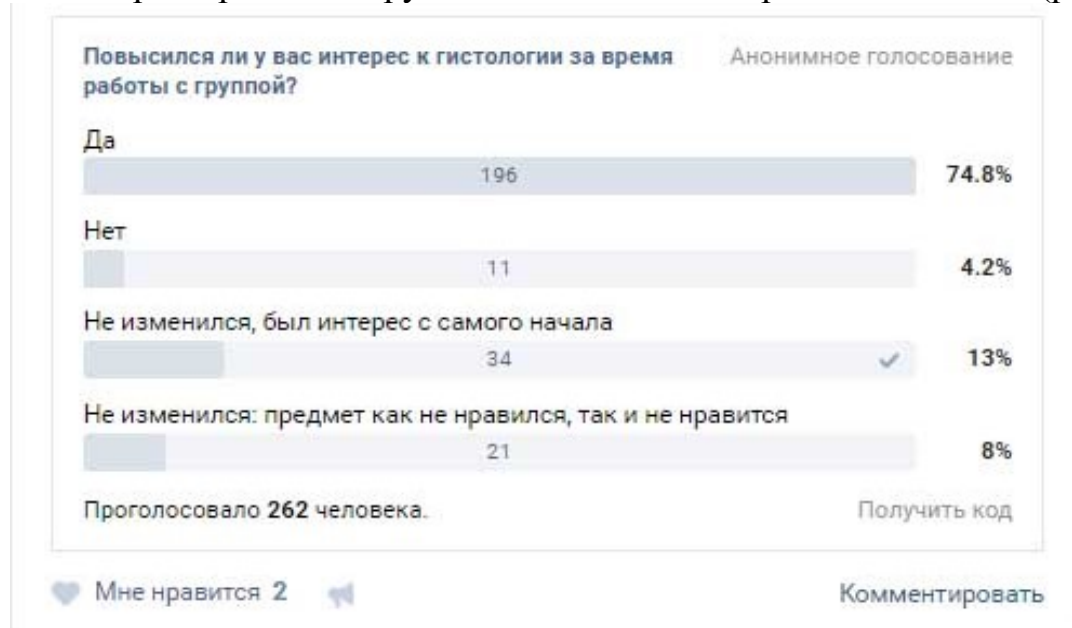 Повысился ли у вас интерес к гистологии за время Анонимное голосование
работы с группой?
Да
196 74.8%
Нет
11 4.2%
Не изменился, был интерес с самого начала
34 13%
Не изменился: предмет как не нравился, так и не нравится
21 8%
Проголосовало 262 человека. Получить код
Мне нравится 2 Комментировать